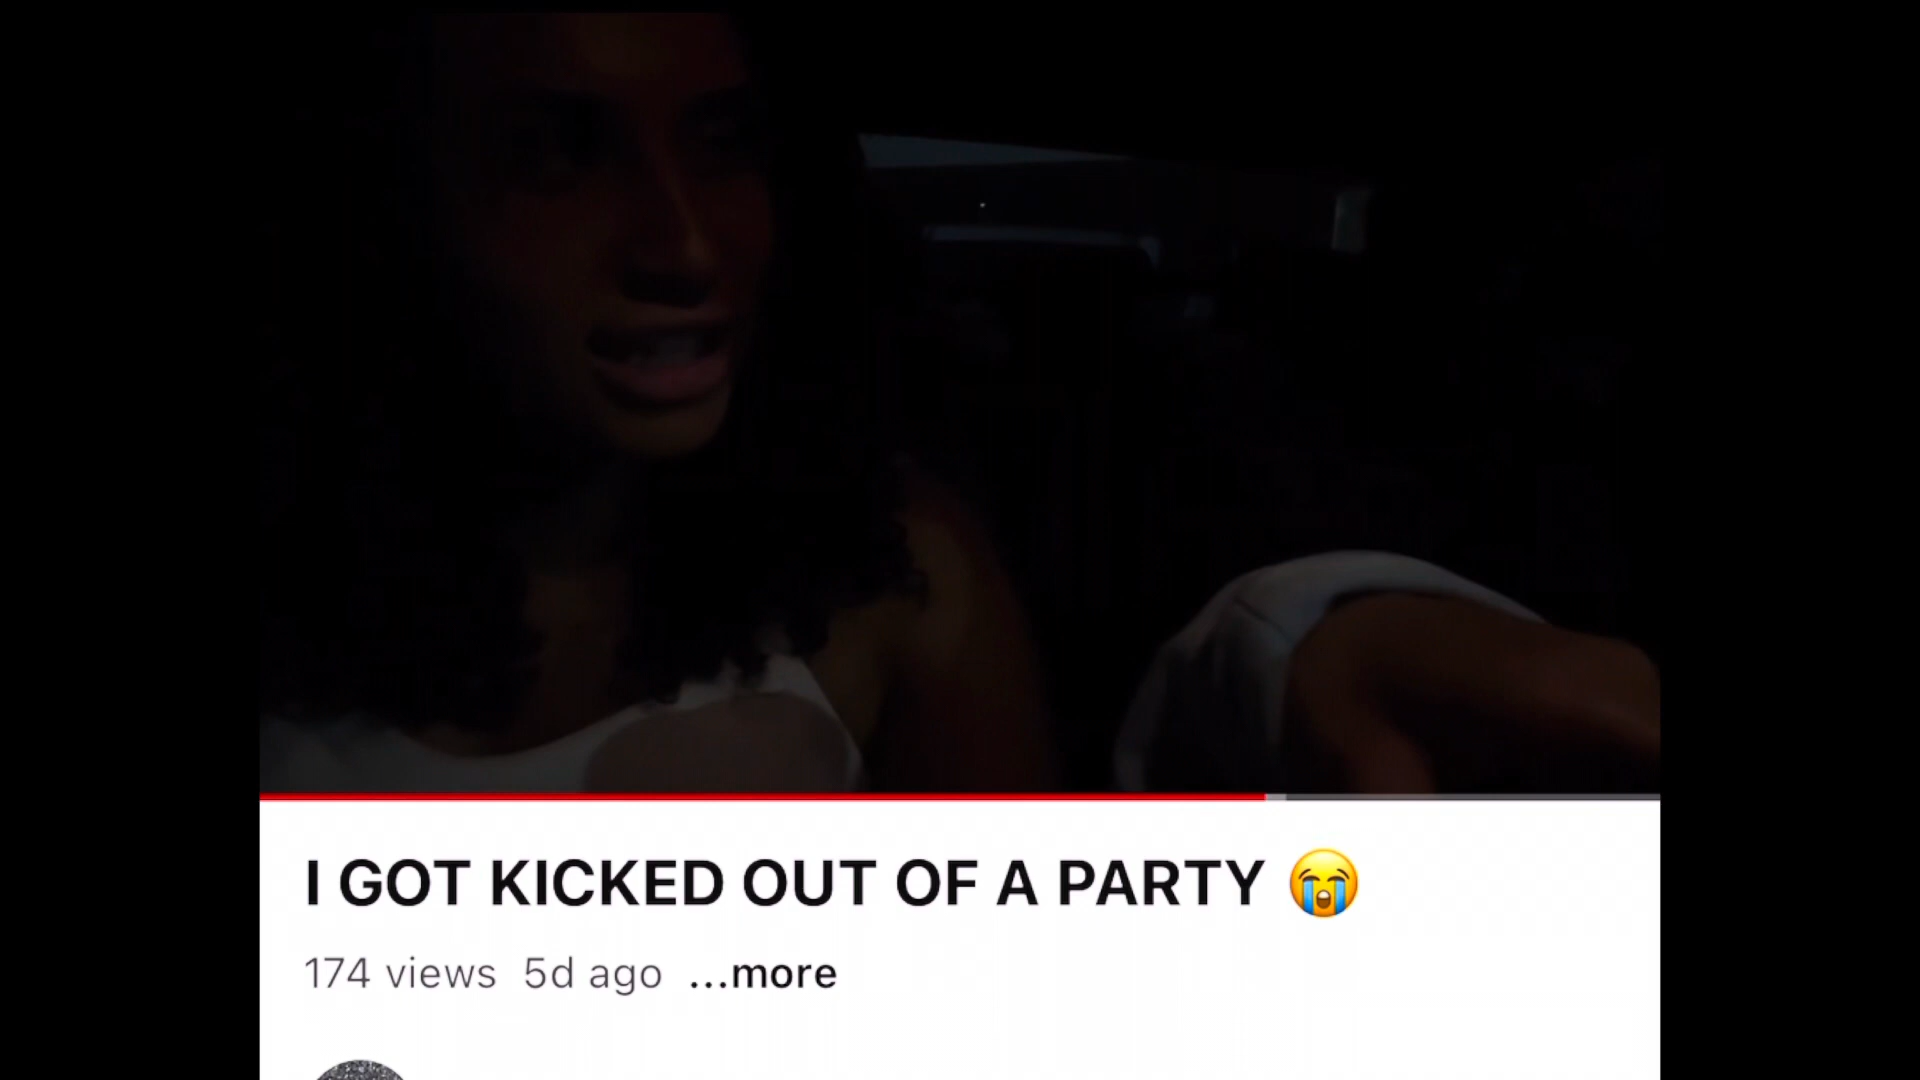 I GOT KICKED OUT OF A PARTY 😭
174 views 5d ago ...more